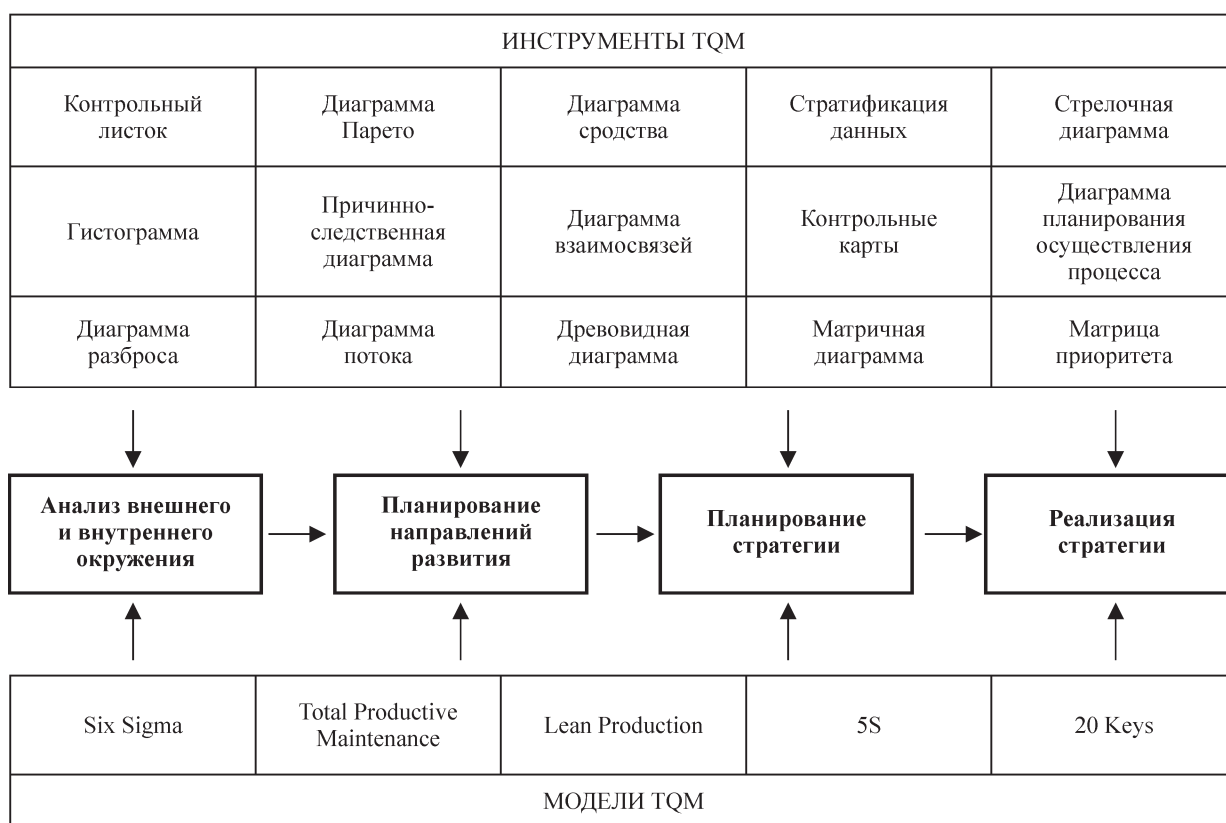 ИНСТРУМЕНТЫ TQM
Контрольный
листок
Диаграмма
Парето
Диаграмма
сродства
Стратификация
данных
Стрелочная
диаграмма
Гистограмма
Причинно-
следственная
диаграмма
Диаграмма
взаимосвязей
Контрольные
карты
Диаграмма
планирования
осуществления
процесса
Диаграмма
разброса
Диаграмма
потока
Древовидная
диаграмма
Матричная
диаграмма
Матрица
приоритета
Анализ внешнего
и внутреннего
окружения
Планирование
направлений
развития
Планирование
стратегии
Реализация
стратегии
Six Sigma
Total Productive
Maintenance
Lean Production
5S
20 Keys
МОДЕЛИ TQM